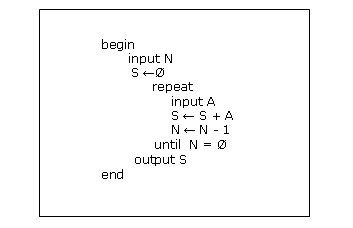 begin
input N
S ←Ø
repeat
input A
S ← S + A
N ← N - 1
until N = Ø
output S
end